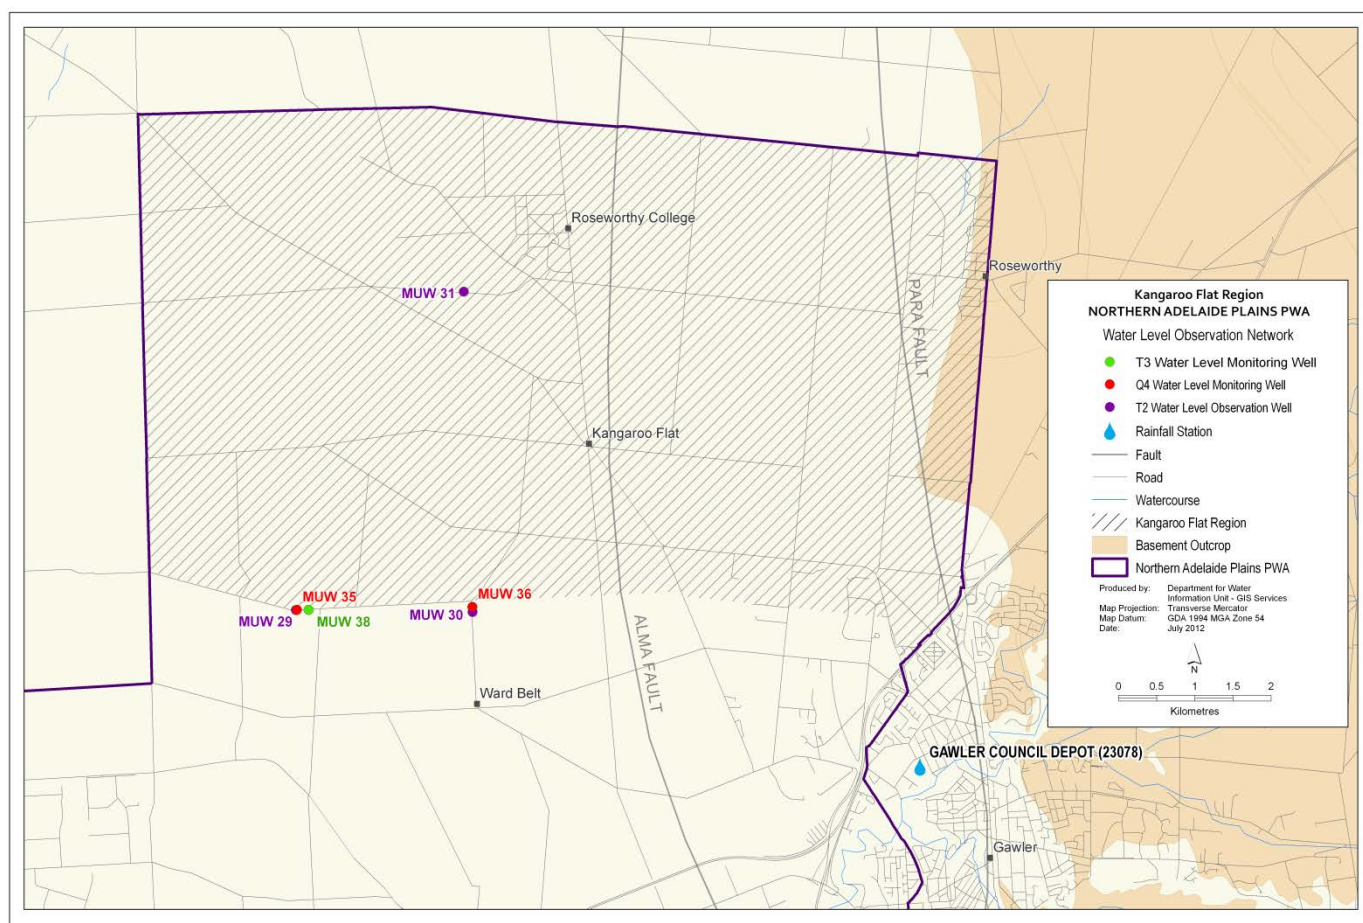 Roseworthy College
Roseworthy
MUW 31
PARA FAULT
Kangaroo Flat
MUW 35
MUW 36
MUW 29
MUW 38
MUW 30
ALMA FAULT
Ward Belt
GAWLER COUNCIL DEPOT (23078)
Gawler
Kangaroo Flat Region
NORTHERN ADELAIDE PLAINS PWA
Water Level Observation Network
T3 Water Level Monitoring Well
Q4 Water Level Monitoring Well
T2 Water Level Observation Well
Rainfall Station
Fault
Road
Watercourse
Kangaroo Flat Region
Basement Outcrop
Northern Adelaide Plains PWA
Produced by: Department for Water
Information Unit - GIS Services
Map Projection: Transverse Mercator
Map Datum: GDA 1994 MGA Zone 54
Date: July 2012
N
0 0.5 1 1.5 2
Kilometres